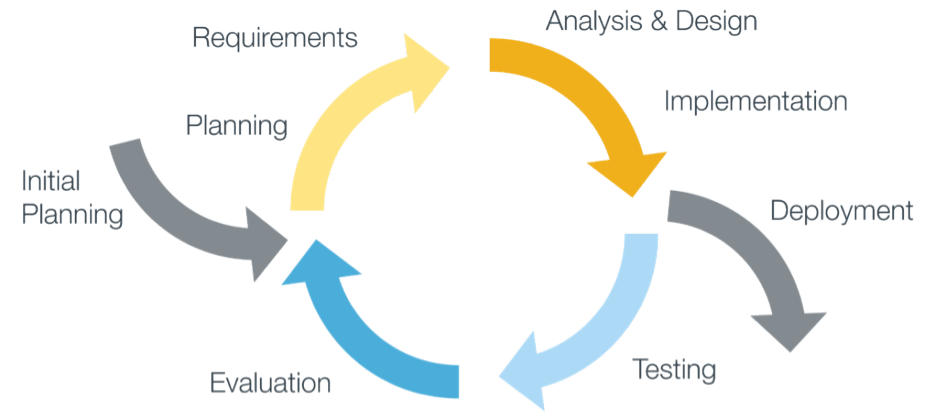 Analysis & Design
Requirements
Implementation
Planning
Initial
Planning
Deployment
Testing
Evaluation